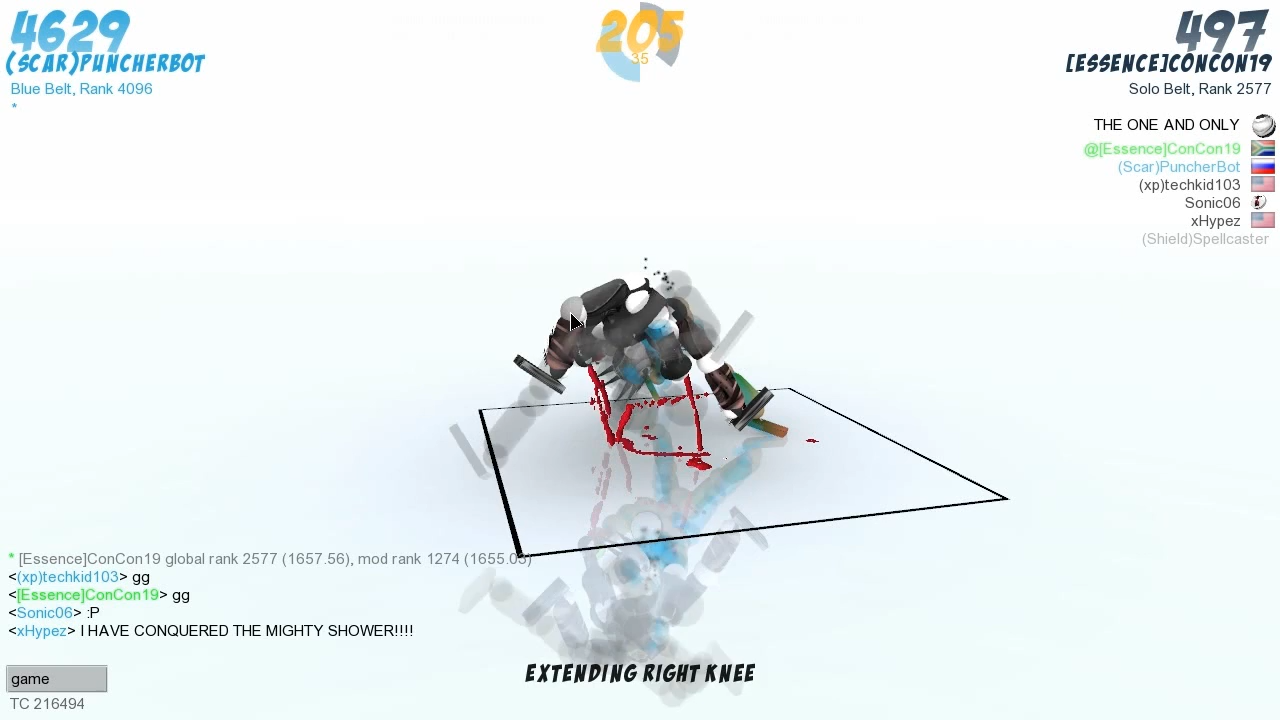 4629
(SCAR)PUNCHERBOT
Blue Belt, Rank 4096
*
205
35
497
[ESSENCE]CONCON19
Solo Belt, Rank 2577
THE ONE AND ONLY
@[Essence]ConCon19
(Scar)PuncherBot
(xp)techkid103
Sonic06
xHypez
(Shield)Spellcaster
* [Essence]ConCon19 global rank 2577 (1657.56), mod rank 1274 (1655.03)
<(xp)techkid103> gg
<[Essence]ConCon19> gg
<Sonic06> :P
<xHypez> I HAVE CONQUERED THE MIGHTY SHOWER!!!!
EXTENDING RIGHT KNEE
game
TC 216494